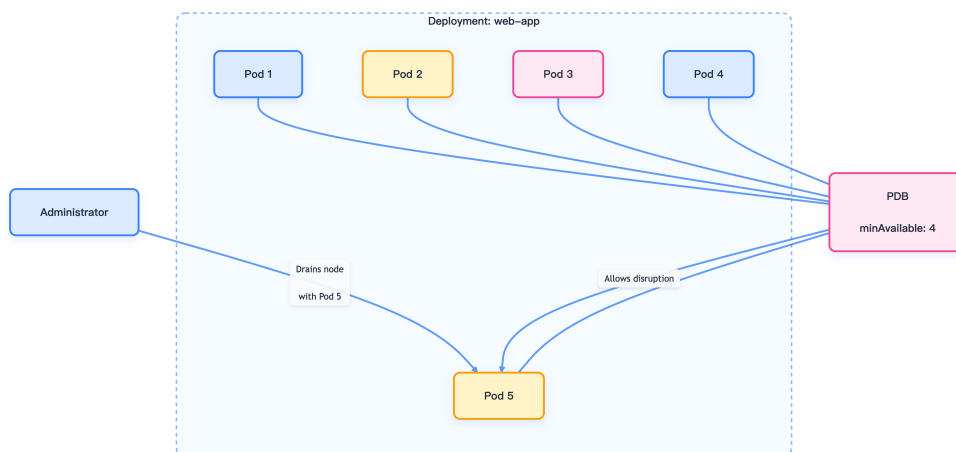 Deployment: web-app
Pod 1
Pod 2
Pod 3
Pod 4
Administrator
PDB
minAvailable: 4
Drains node
with Pod 5
Allows disruption
Pod 5